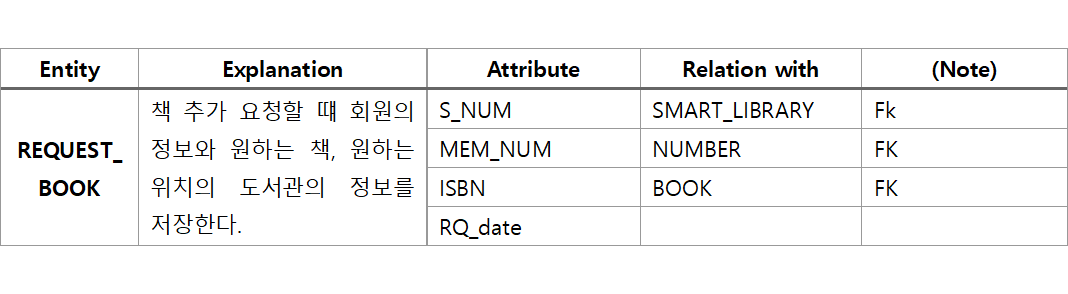 Entity Explanation Attribute Relation with (Note)
REQUEST_
BOOK
책 추가 요청할 떄 회원의
정보와 원하는 책, 원하는
위치의 도서관의 정보를
저장한다.
S_NUM SMART_LIBRARY Fk
MEM_NUM NUMBER FK
ISBN BOOK FK
RQ_date